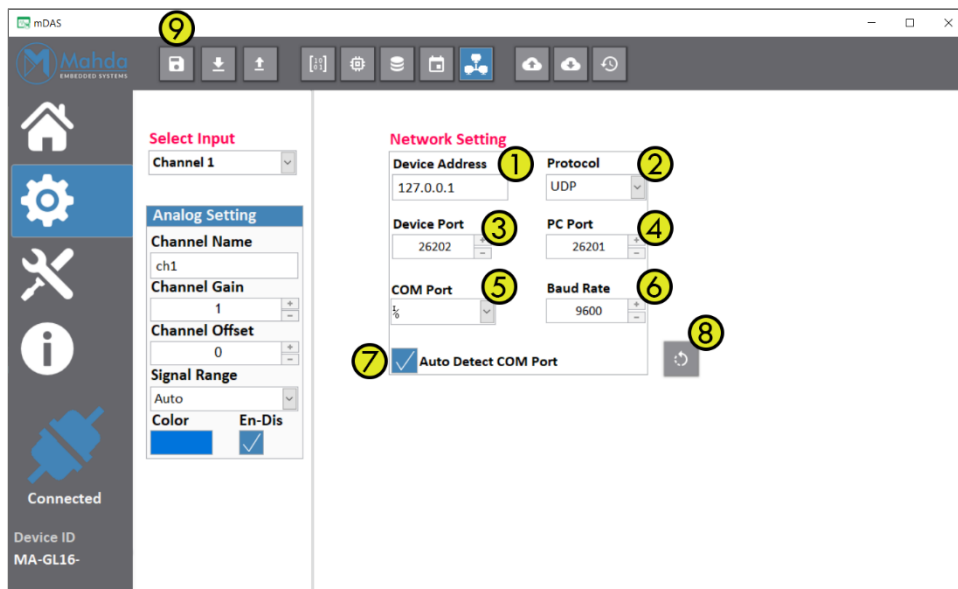 mDAS
9
Mahda
EMBEDDED SYSTEMS
Select Input
Channel 1
Analog Setting
Channel Name
ch1
Channel Gain
1
Channel Offset
0
Signal Range
Auto
Color En-Dis
Network Setting
Device Address 1 Protocol 2
127.0.0.1 UDP
Device Port 3 PC Port 4
26202 26201
COM Port 5 Baud Rate 6
9600
8
7 Auto Detect COM Port
Connected
Device ID
MA-GL16-